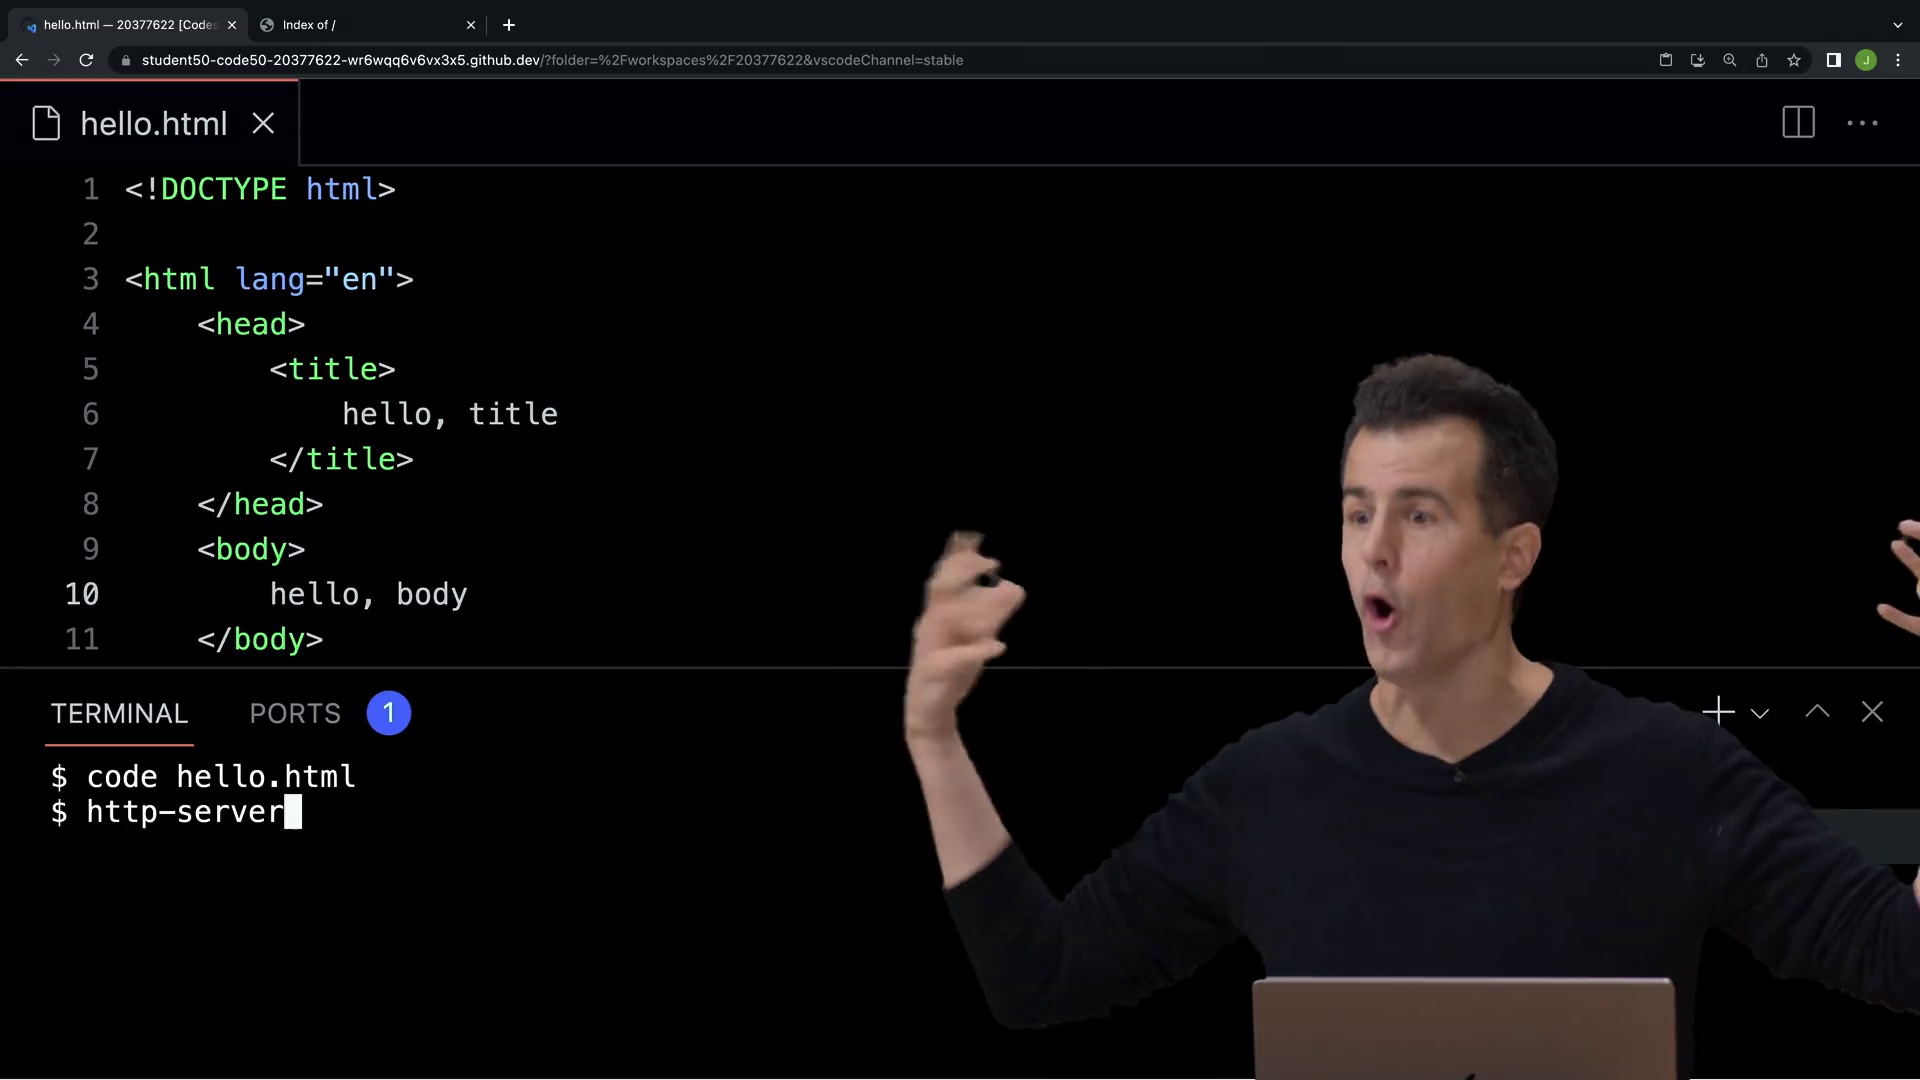 hello.html — 20377622 [Codes
Index of /
student50-code50-20377622-wr6wqq6v6vx3x5.github.dev/?folder=%2Fworkspaces%2F20377622&vscodeChannel=stable
J
hello.html
1 <!DOCTYPE html>
2
3 <html lang="en">
4 <head>
5 <title>
6 hello, title
7 </title>
8 </head>
9 <body>
10 hello, body
11 </body>
TERMINAL PORTS 1
$ code hello.html
$ http-server